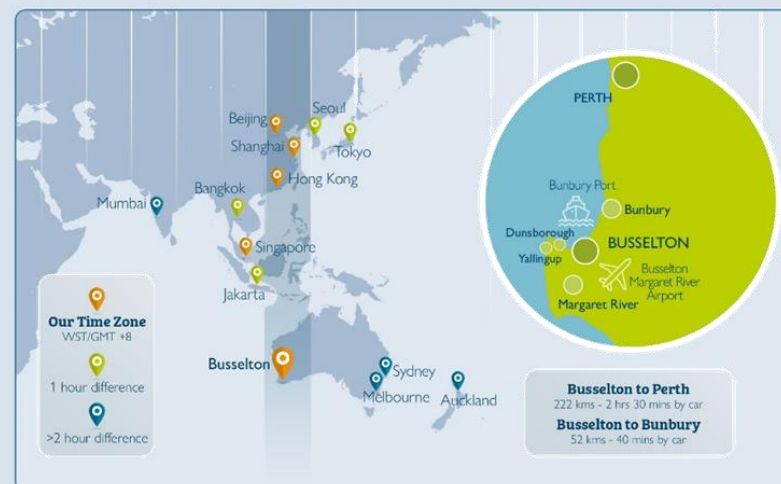 Beijing
Seoul
Shanghai
Tokyo
Hong Kong
Mumbai
Bangkok
Singapore
Jakarta
Busselton
Sydney
Melbourne
Auckland
Our Time Zone
WST/GMT +8
1 hour difference
>2 hour difference
PERTH
Bunbury Port
Bunbury
Dunsborough
BUSSELTON
Yallingup
Busselton
Margaret River
Airport
Margaret River
Busselton to Perth
222 kms - 2 hrs 30 mins by car
Busselton to Bunbury
52 kms - 40 mins by car